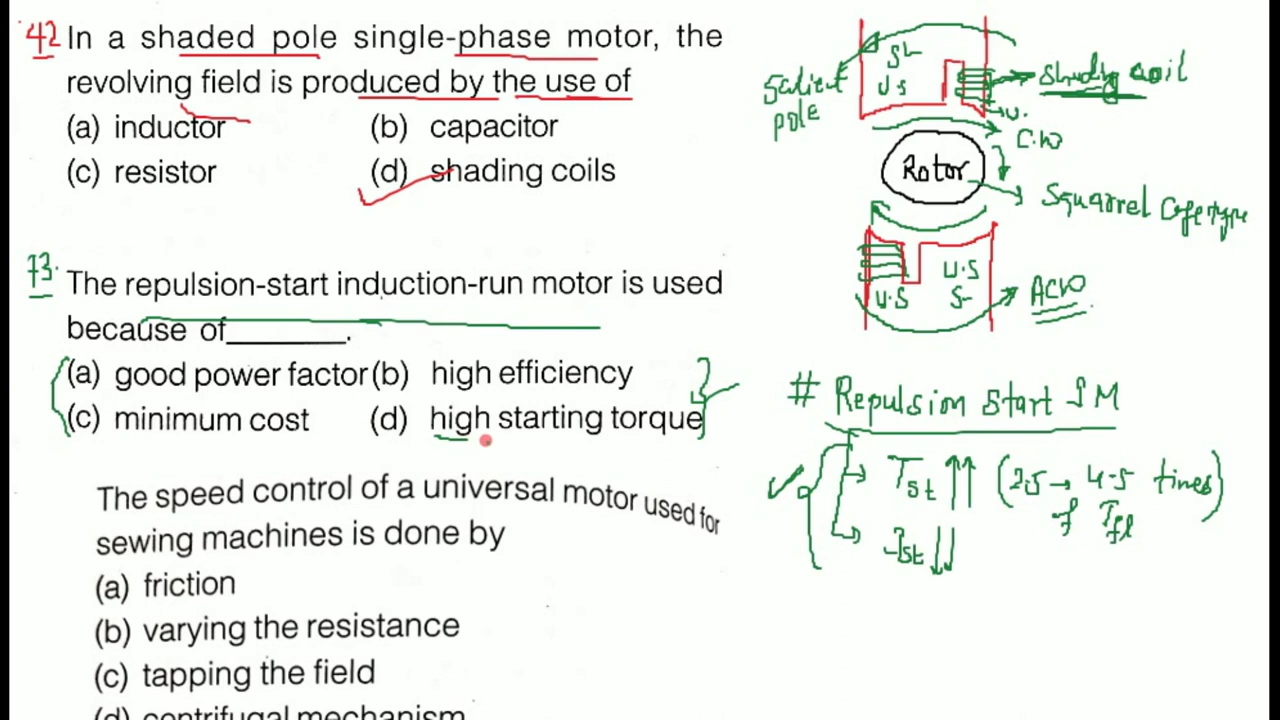 42 In a shaded pole single-phase motor, the
revolving field is produced by the use of
(a) inductor (b) capacitor
(c) resistor (d) shading coils
73. The repulsion-start induction-run motor is used
because of________.
(a) good power factor (b) high efficiency
(c) minimum cost (d) high starting torque
The speed control of a universal motor used for
sewing machines is done by
(a) friction
(b) varying the resistance
(c) tapping the field
(d) centrifugal mechanism
Salient
pole
S-
U.S
Shading coil
C.W
Rotor
Squarrel Cage type
U.S
U.S
S-
ACW
# Repulsion Start IM
Tst ↑↑ (2.5 → 4.5 times)
of Tfl
Ist ↓↓